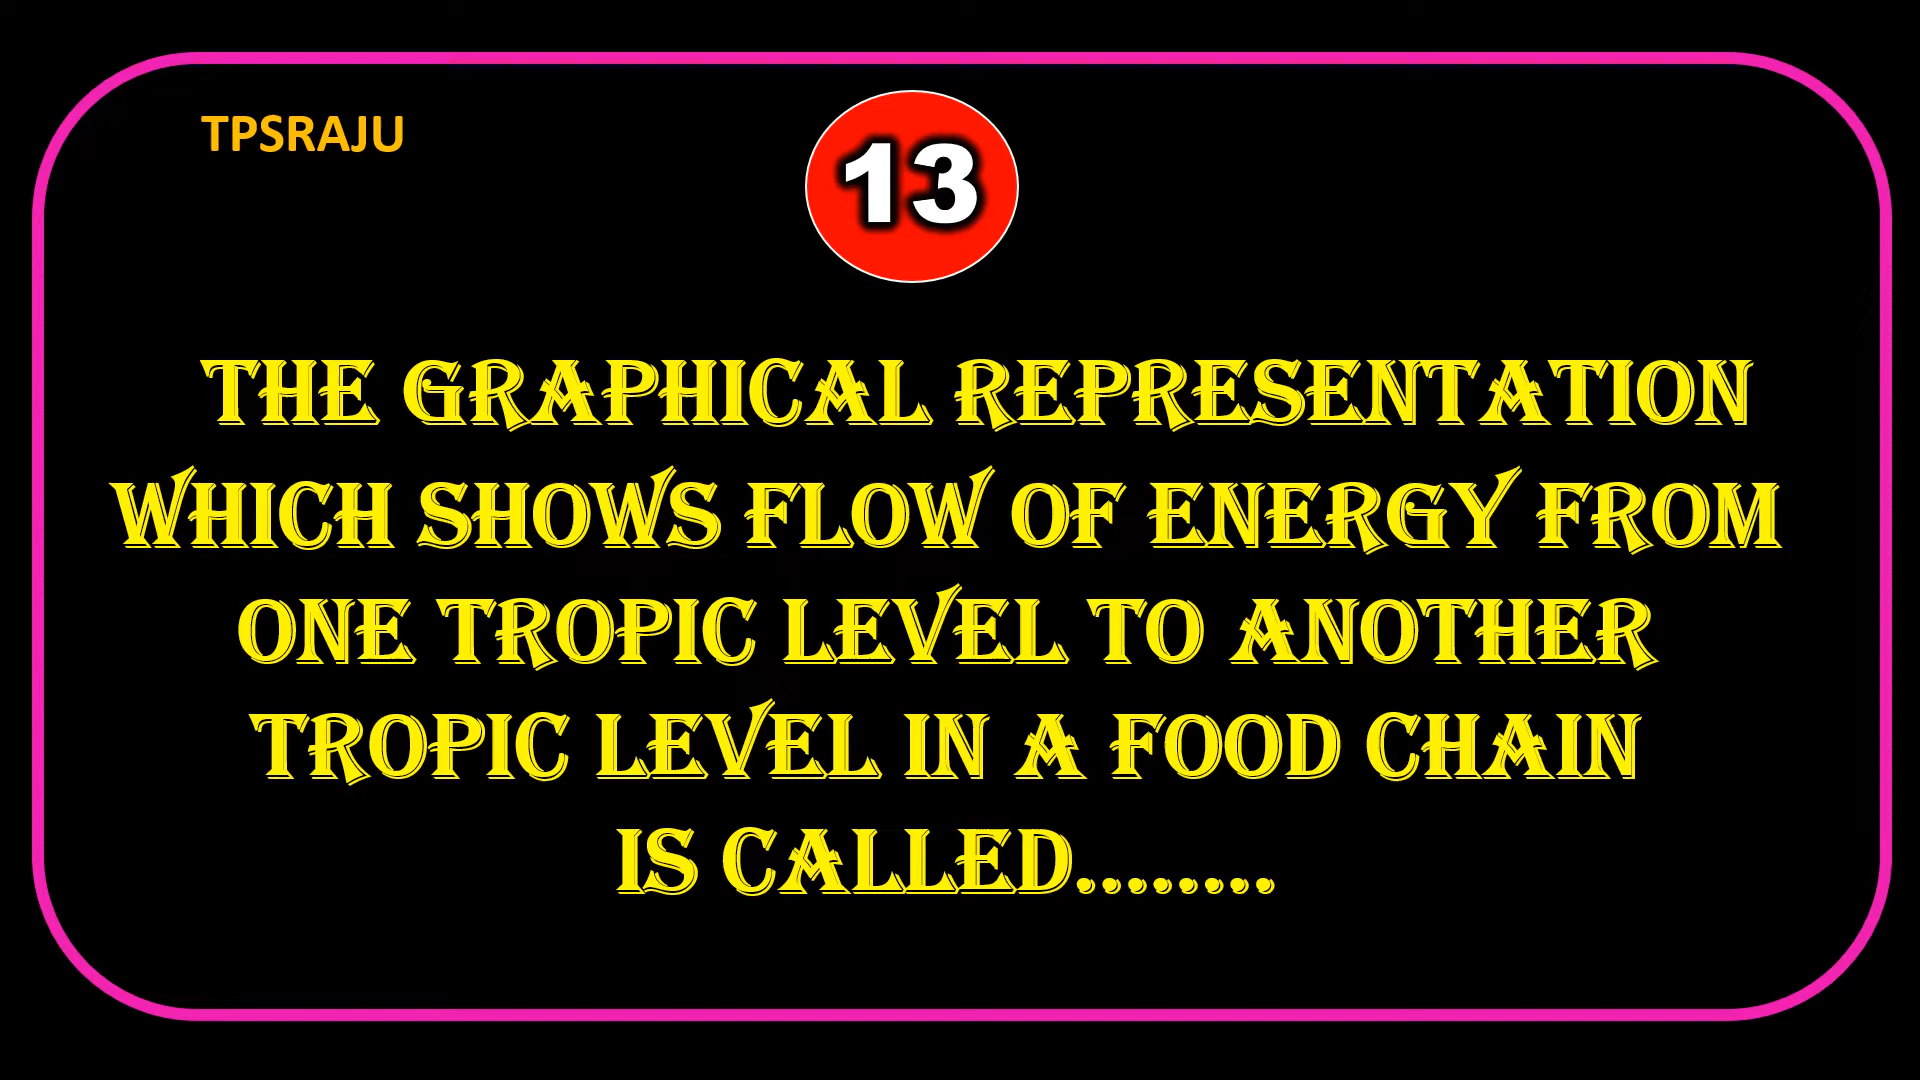 TPSRAJU
13
THE GRAPHICAL REPRESENTATION
WHICH SHOWS FLOW OF ENERGY FROM
ONE TROPIC LEVEL TO ANOTHER
TROPIC LEVEL IN A FOOD CHAIN
IS CALLED........